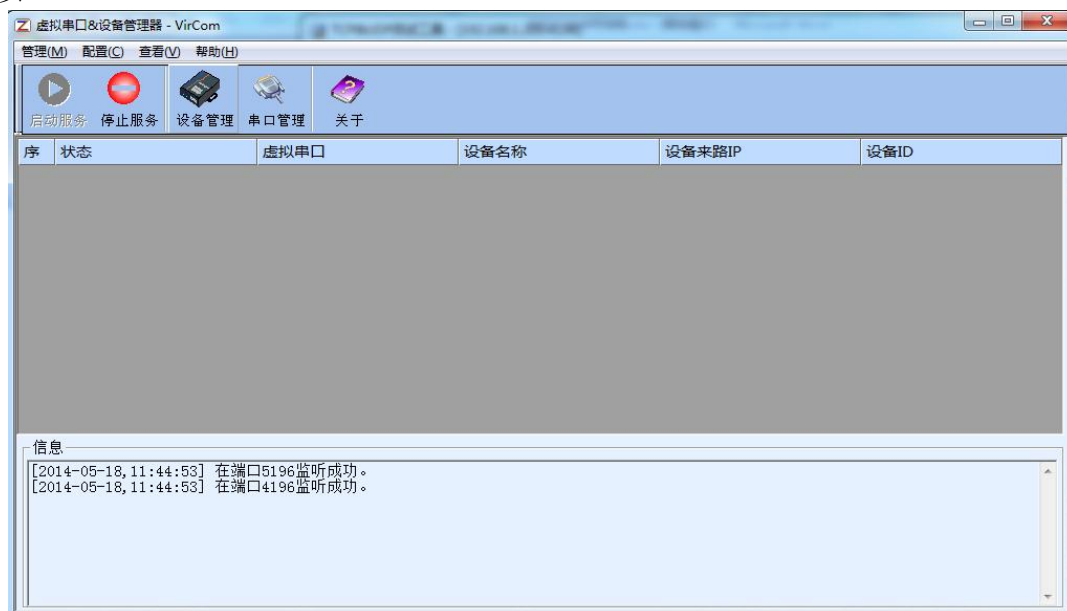 虚拟串口&设备管理器 - VirCom
管理(M) 配置(C) 查看(V) 帮助(H)
启动服务 停止服务 设备管理 串口管理 关于
序 状态 虚拟串口 设备名称 设备来路IP 设备ID
信息
[2014-05-18,11:44:53] 在端口5196监听成功。
[2014-05-18,11:44:53] 在端口4196监听成功。